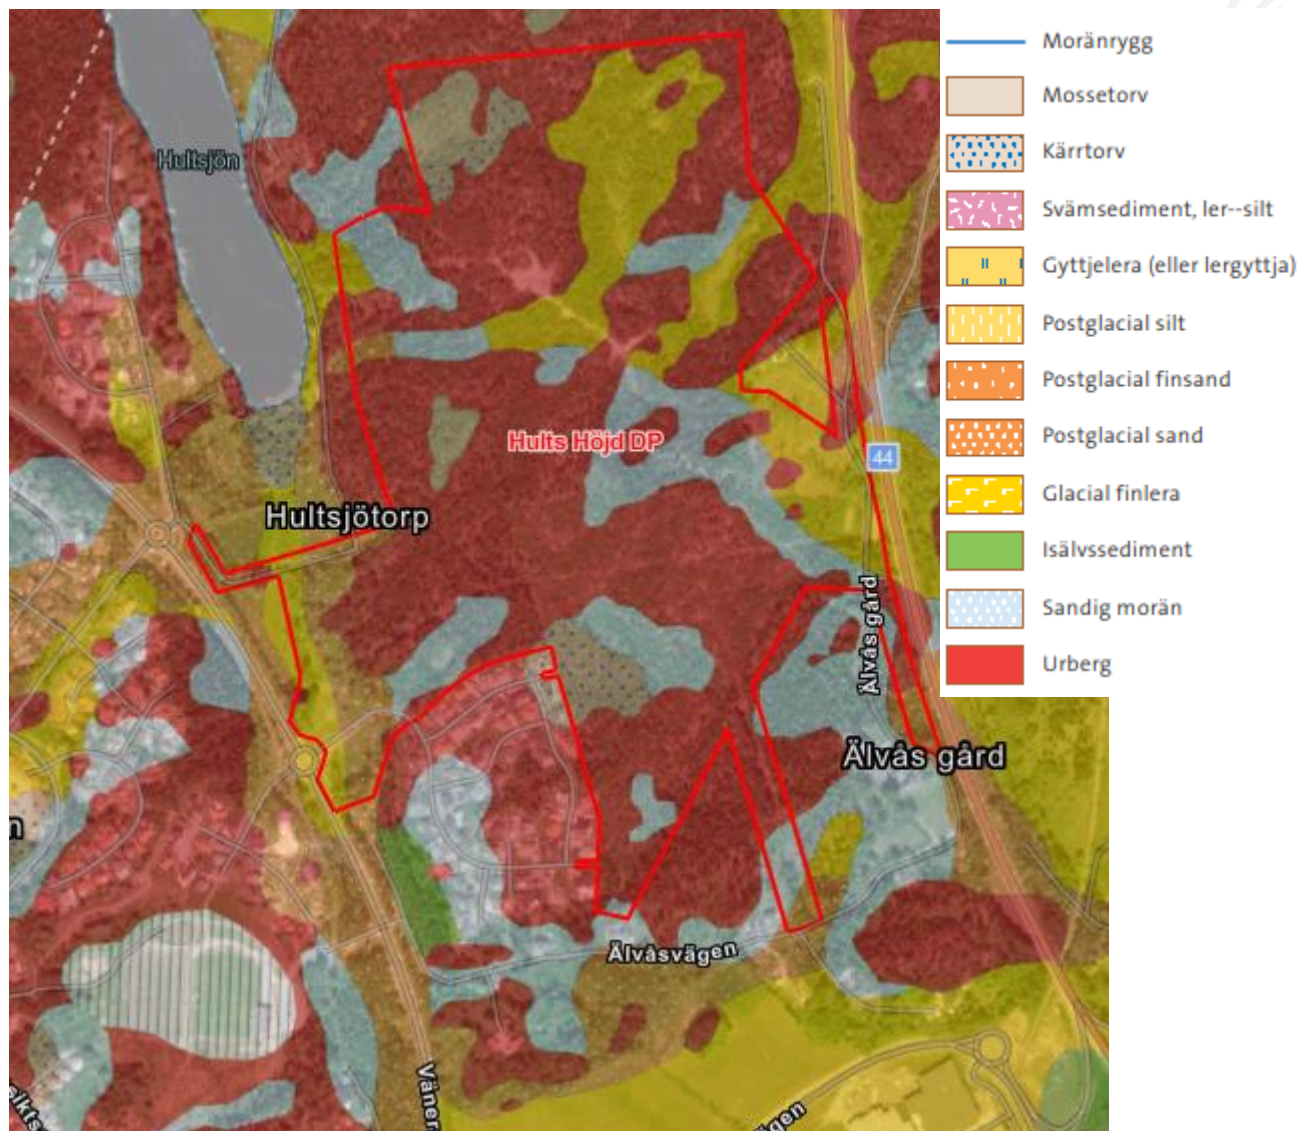 Hultsjön
Hults Höjd DP
44
Hultsjötorp
Älvås gård
Älvås gård
Älvåsvägen
Väner
Moränrygg
Mossetorv
Kärrtorv
Svämsediment, ler--silt
Gyttjelera (eller lergyttja)
Postglacial silt
Postglacial finsand
Postglacial sand
Glacial finlera
Isälvssediment
Sandig morän
Urberg